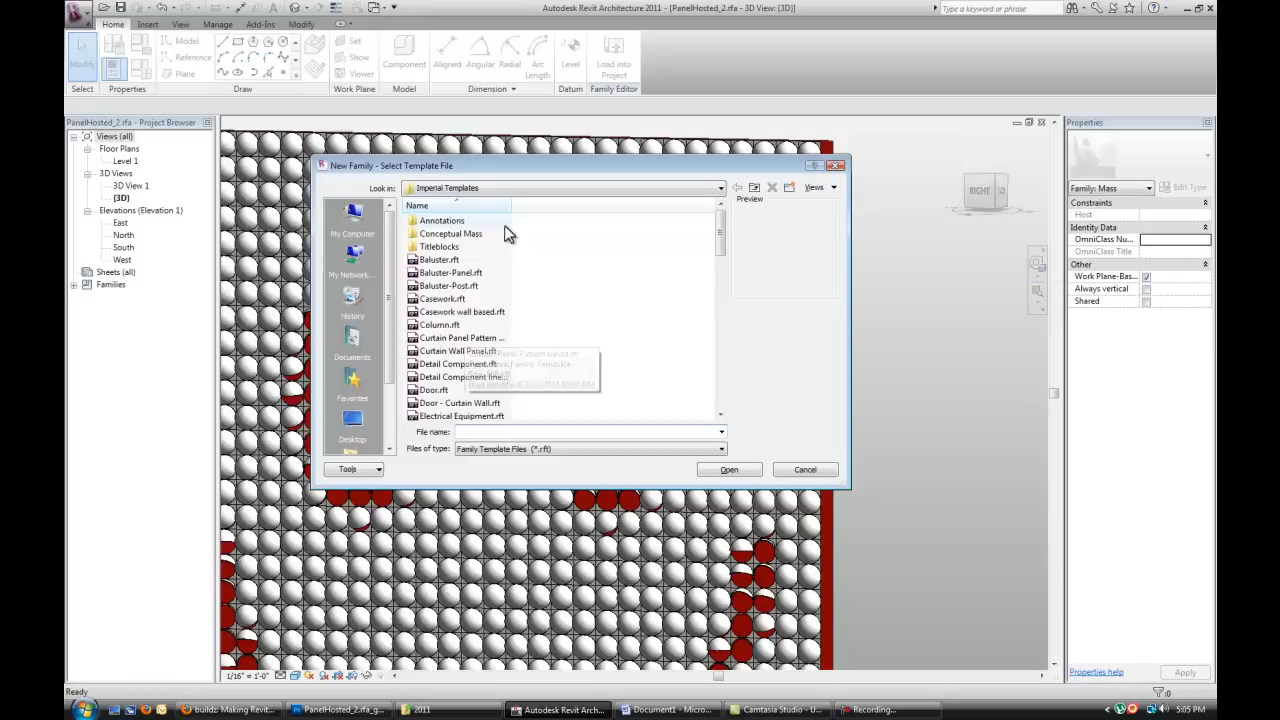 Autodesk Revit Architecture 2011 - PanelHosted_2.rfa - 3D View: {3D}
Type a keyword or phrase
Home Insert View Manage Add-Ins Modify
Modify
Model
Reference
Plane
Set
Show
Viewer
Component
Aligned Angular Radial Arc Length
Level
Load into Project
Select Properties Draw Work Plane Model Dimension Datum Family Editor
PanelHosted_2.rfa - Project Browser
Views (all)
Floor Plans
Level 1
3D Views
3D View 1
{3D}
Elevations (Elevation 1)
East
North
South
West
Sheets (all)
Families
New Family - Select Template File
Look in: Imperial Templates
Views
My Computer
My Network...
History
Documents
Favorites
Desktop
Name
Annotations
Conceptual Mass
Titleblocks
Baluster.rft
Baluster-Panel.rft
Baluster-Post.rft
Casework.rft
Casework wall based.rft
Column.rft
Curtain Panel Pattern ...
Curtain Wall Panel.rft
Detail Component.rft
Detail Component line...
Door.rft
Door - Curtain Wall.rft
Electrical Equipment.rft
Preview
File name:
Files of type: Family Template Files (*.rft)
Tools Open Cancel
RIGHT
Properties
Family: Mass Edit Type
Constraints
Host
Identity Data
OmniClass Nu...
OmniClass Title
Other
Work Plane-Bas...
Always vertical
Shared
Properties help Apply
1/16" = 1'-0"
Ready
:0
buildz: Making Revit... PanelHosted_2.rfa_g... 2011 Autodesk Revit Arch... Document1 - Micros... Camtasia Studio - U... Recording...
5:05 PM